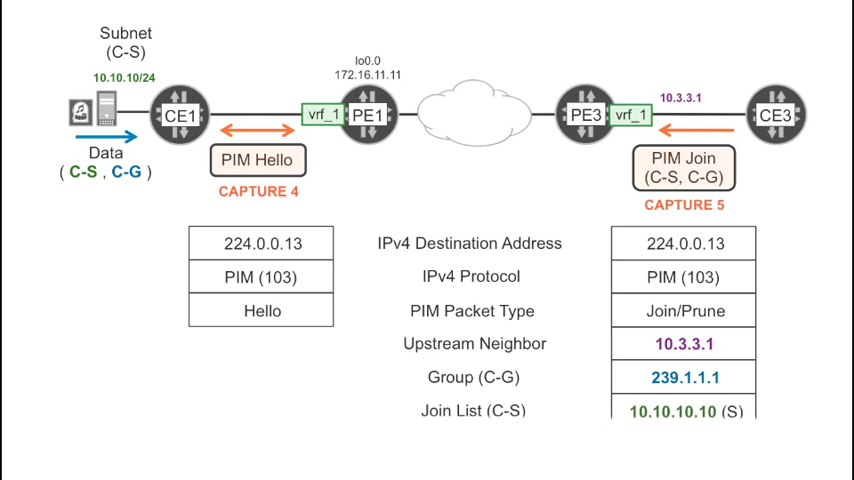 Subnet
(C-S)
10.10.10/24
lo0.0
172.16.11.11
10.3.3.1
CE1
vrf_1
PE1
PE3
vrf_1
CE3
Data
( C-S , C-G )
PIM Hello
CAPTURE 4
PIM Join
(C-S, C-G)
CAPTURE 5
224.0.0.13 IPv4 Destination Address 224.0.0.13
PIM (103) IPv4 Protocol PIM (103)
Hello PIM Packet Type Join/Prune
Upstream Neighbor 10.3.3.1
Group (C-G) 239.1.1.1
Join List (C-S) 10.10.10.10 (S)